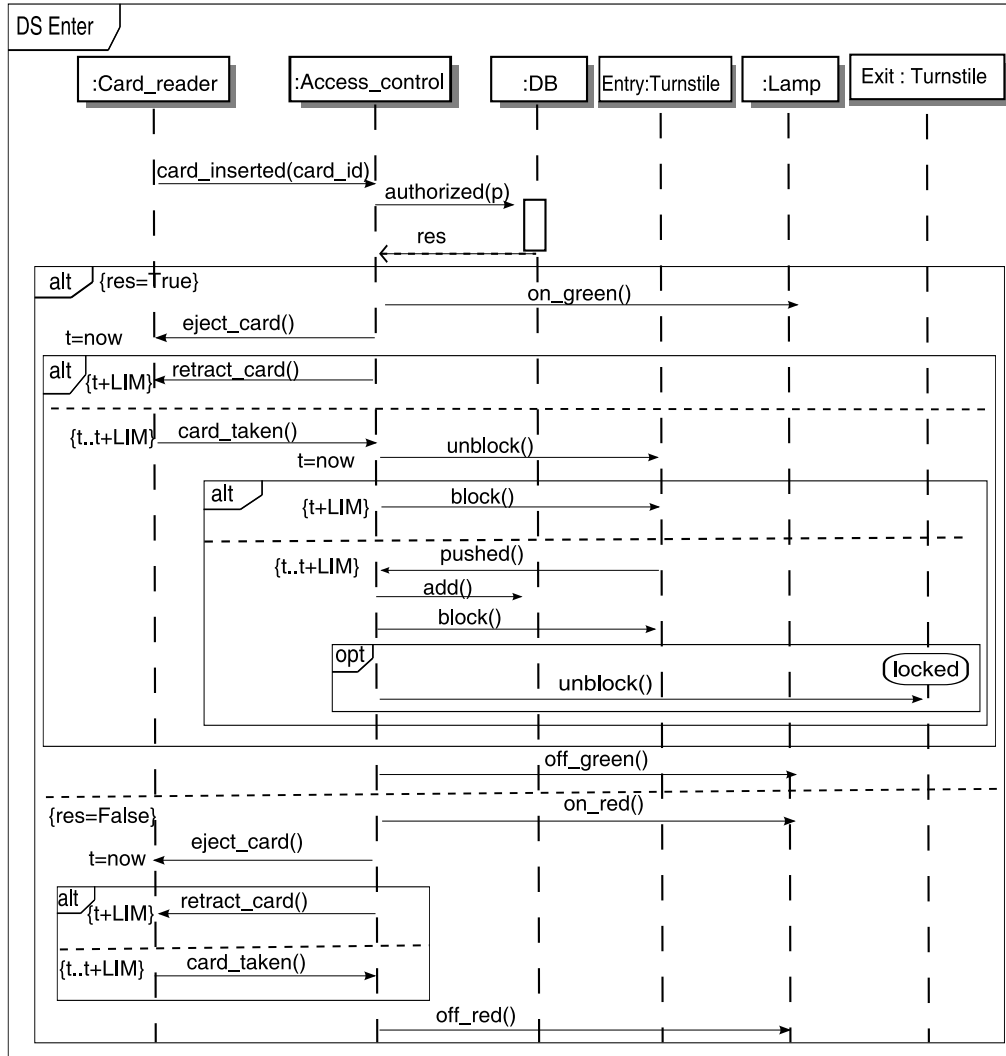 DS Enter
:Card_reader
:Access_control
:DB
Entry:Turnstile
:Lamp
Exit : Turnstile
card_inserted(card_id)
authorized(p)
res
alt
{res=True}
on_green()
eject_card()
t=now
alt
{t+LIM}
retract_card()
{t..t+LIM}
card_taken()
t=now
unblock()
alt
{t+LIM}
block()
{t..t+LIM}
pushed()
add()
block()
opt
locked
unblock()
off_green()
{res=False}
on_red()
t=now
eject_card()
alt
{t+LIM}
retract_card()
{t..t+LIM}
card_taken()
off_red()